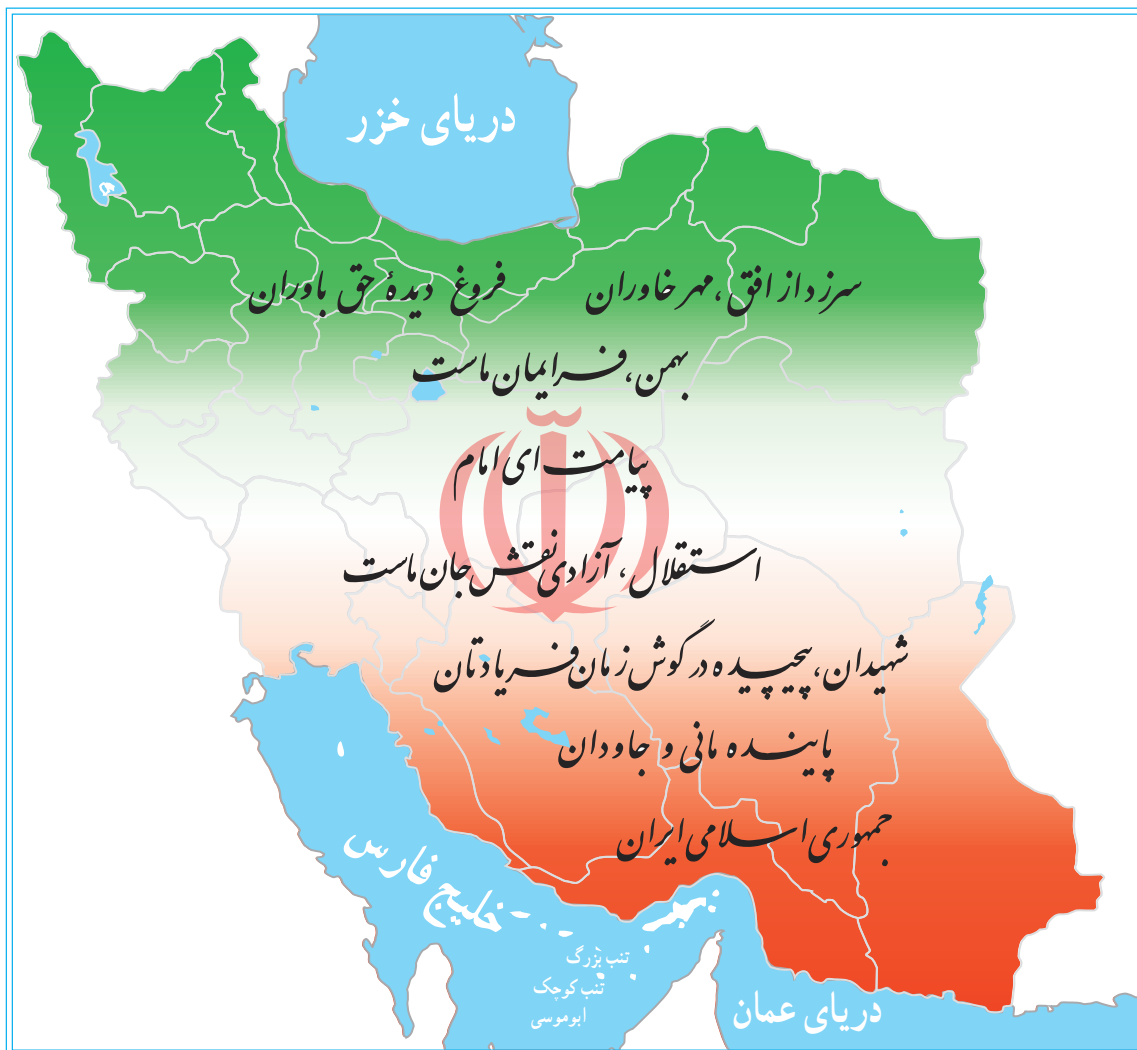 دریای خزر
سرزد از افق، مهر خاوران فروغ دیدهٔ حق باوران
بهمن، فر ایمان ماست
پیامت ای امام
استقلال، آزادی نقش جان ماست
شهیدان، پیچیده در گوش زمان فریادتان
پاینده مانی و جاودان
جمهوری اسلامی ایران
خلیج فارس
تنب بزرگ
تنب کوچک
ابوموسی
دریای عمان